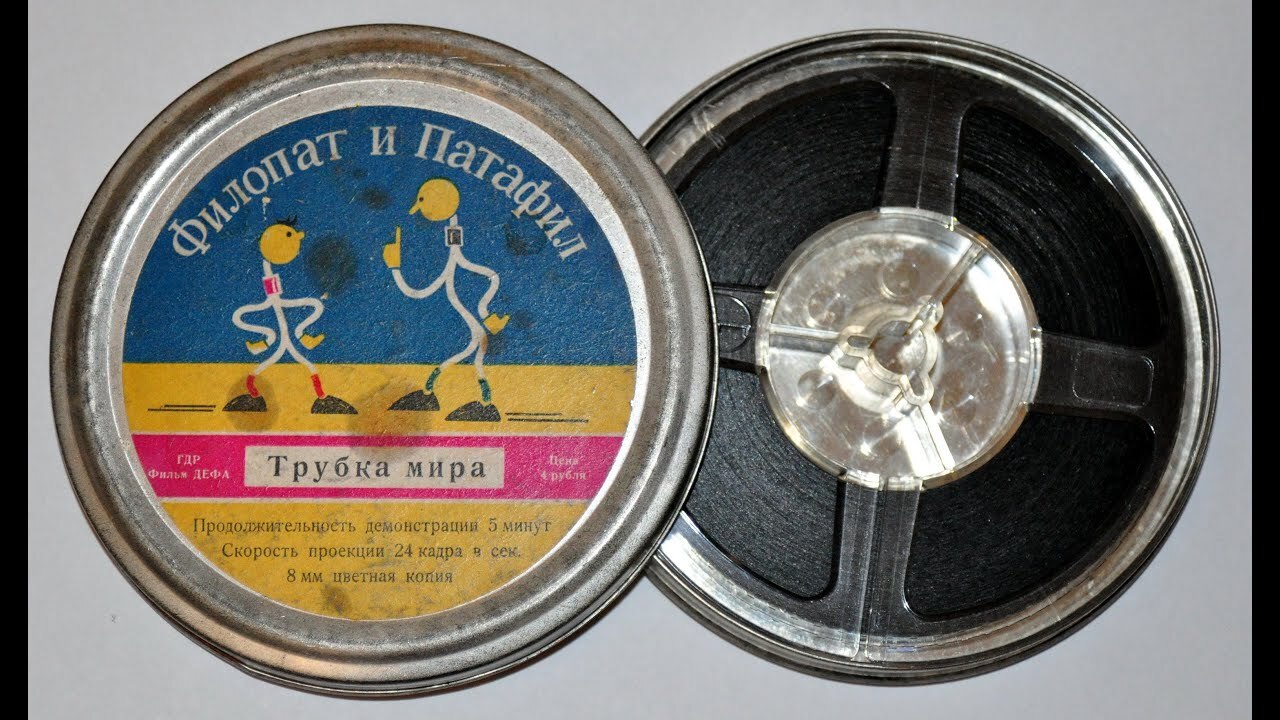 Филопат и Патафил
ГДР
Фильм ДЕФА
Трубка мира
Цена
4 рубля
Продолжительность демонстрации 5 минут
Скорость проекции 24 кадра в сек.
8 мм цветная копия